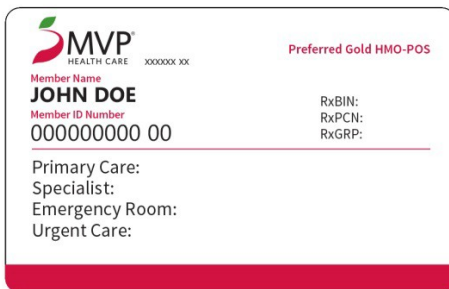 MVP®
HEALTH CARE
XXXXXX XX
Preferred Gold HMO-POS
Member Name
JOHN DOE
Member ID Number
000000000 00
RxBIN:
RxPCN:
RxGRP:
Primary Care:
Specialist:
Emergency Room:
Urgent Care: